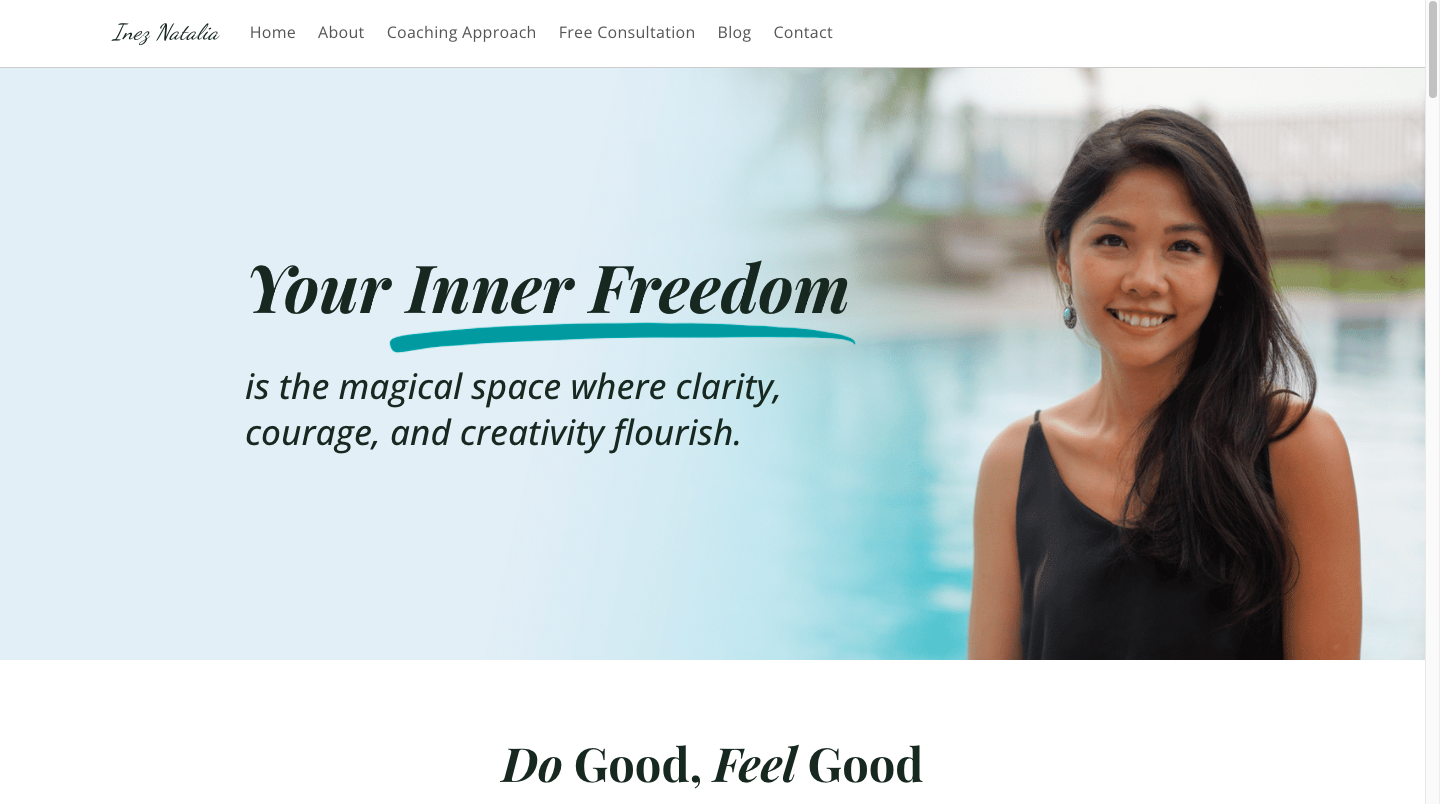 Inez Natalia
Home About Coaching Approach Free Consultation Blog Contact
Your Inner Freedom
is the magical space where clarity,
courage, and creativity flourish.
Do Good, Feel Good